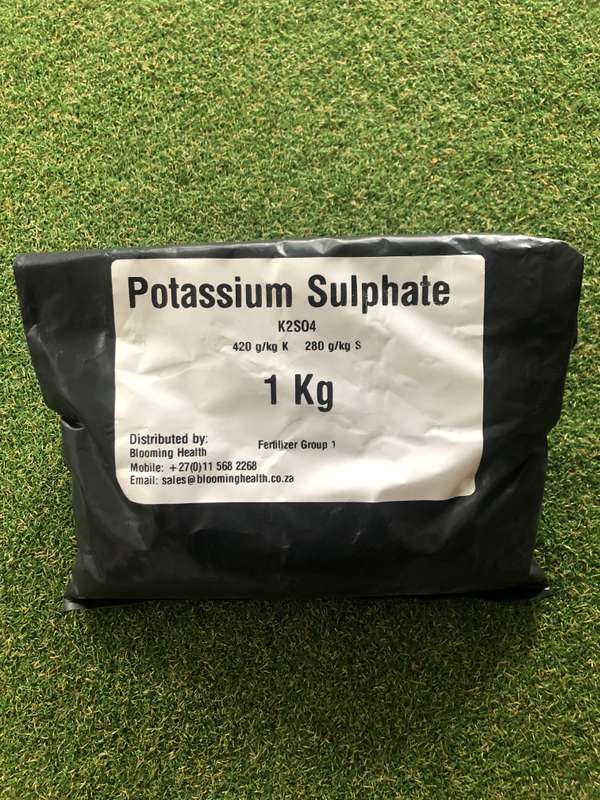 Potassium Sulphate
K2SO4
420 g/kg K 280 g/kg S
1 Kg
Distributed by:
Blooming Health
Fertilizer Group 1
Mobile: +27(0)11 568 2268
Email: sales@bloominghealth.co.za